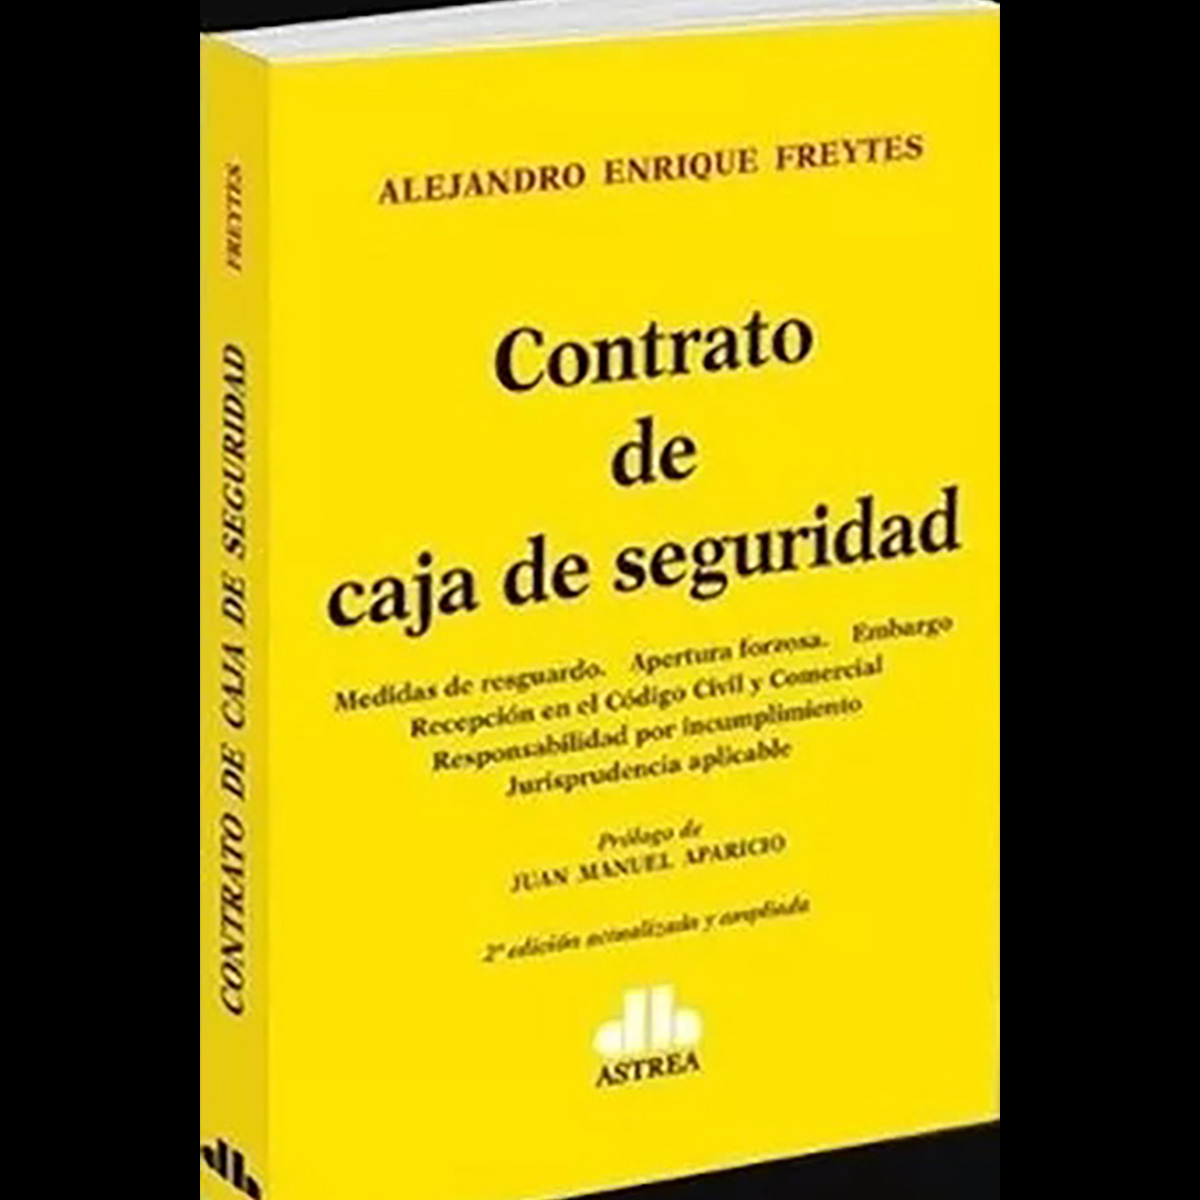 ALEJANDRO ENRIQUE FREYTES
Contrato
de
caja de seguridad
Medidas de resguardo. Apertura forzosa. Embargo
Recepción en el Código Civil y Comercial
Responsabilidad por incumplimiento
Jurisprudencia aplicable
Prólogo de
JUAN MANUEL APARICIO
2ª edición actualizada y ampliada
ASTREA
CONTRATO DE CAJA DE SEGURIDAD FREYTES